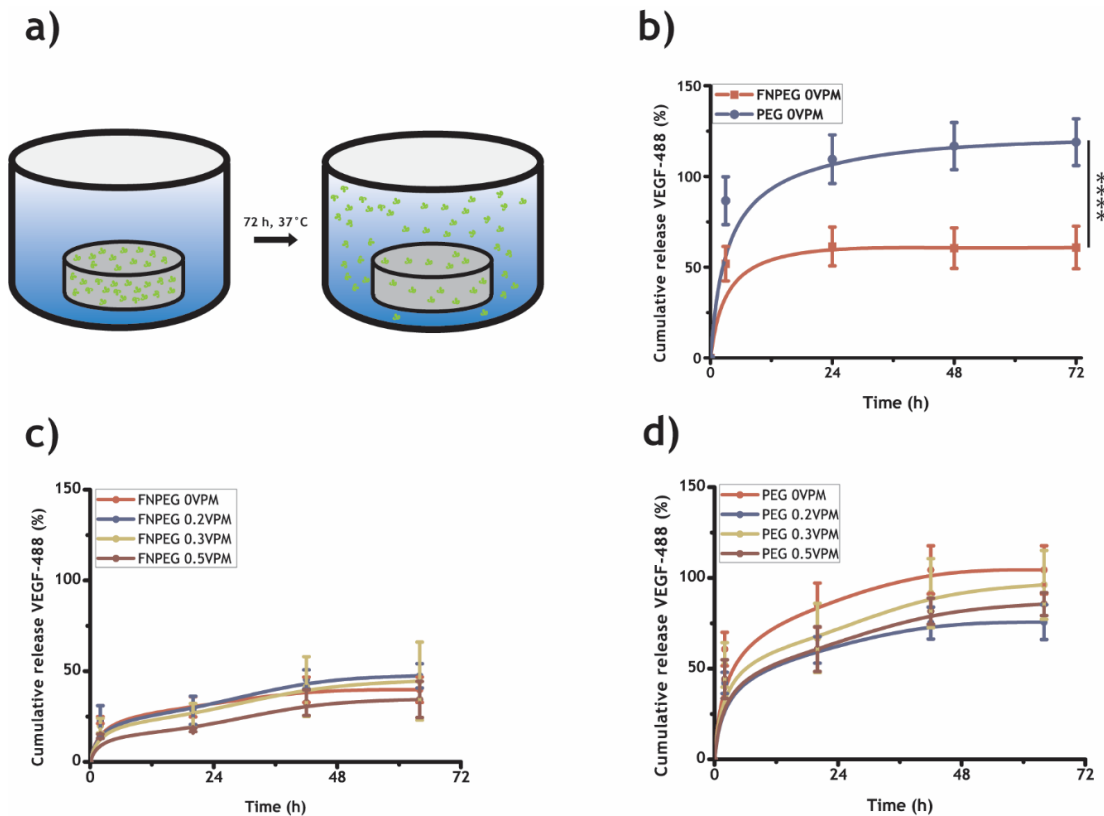 a)
72 h, 37°C
b)
Cumulative release VEGF-488 (%)
150
100
50
0
FNPEG 0VPM
PEG 0VPM
****
0 24 48 72
Time (h)
c)
Cumulative release VEGF-488 (%)
150
100
50
0
FNPEG 0VPM
FNPEG 0.2VPM
FNPEG 0.3VPM
FNPEG 0.5VPM
0 24 48 72
Time (h)
d)
Cumulative release VEGF-488 (%)
150
100
50
0
PEG 0VPM
PEG 0.2VPM
PEG 0.3VPM
PEG 0.5VPM
0 24 48 72
Time (h)